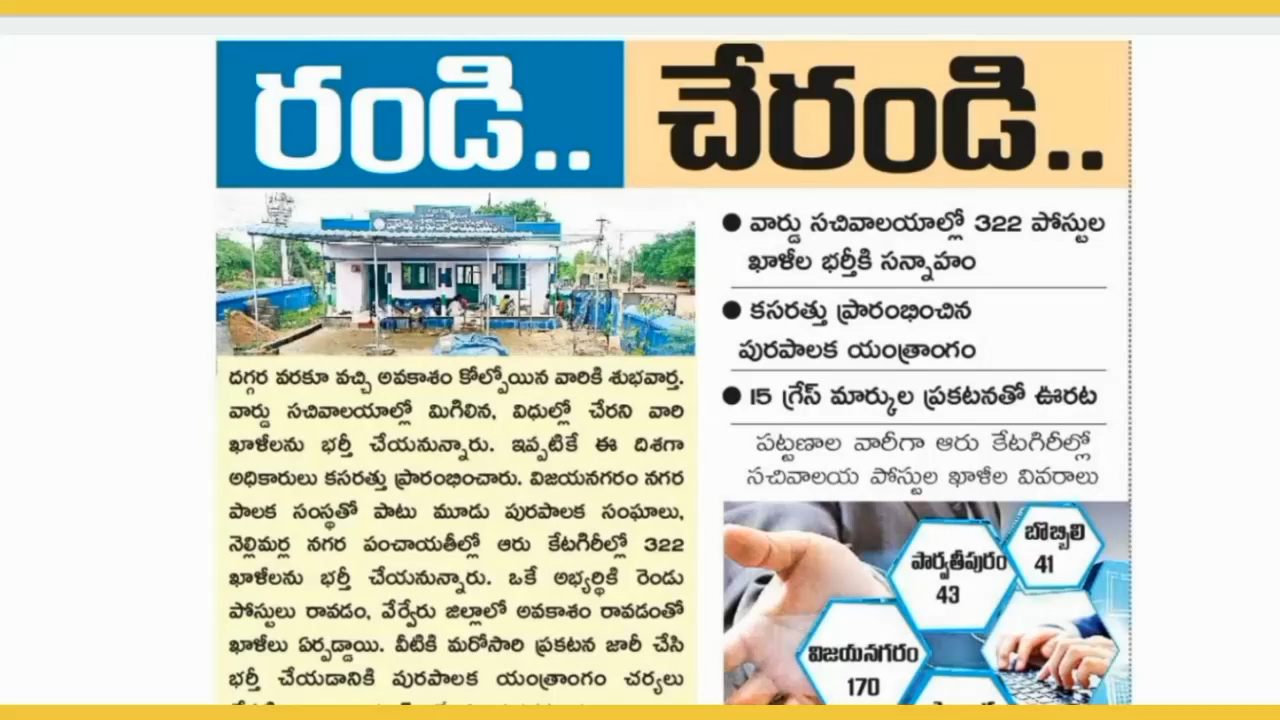 రండి.. చేరండి..
● వార్డు సచివాలయాల్లో 322 పోస్టుల
ఖాళీల భర్తీకి సన్నాహం
● కసరత్తు ప్రారంభించిన
పురపాలక యంత్రాంగం
● 15 గ్రేస్ మార్కుల ప్రకటనతో ఊరట
పట్టణాల వారీగా ఆరు కేటగిరీల్లో
సచివాలయ పోస్టుల ఖాళీల వివరాలు
దగ్గర వరకూ వచ్చి అవకాశం కోల్పోయిన వారికి శుభవార్త.
వార్డు సచివాలయాల్లో మిగిలిన, విధుల్లో చేరని వారి
ఖాళీలను భర్తీ చేయనున్నారు. ఇప్పటికే ఈ దిశగా
అధికారులు కసరత్తు ప్రారంభించారు. విజయనగరం నగర
పాలక సంస్థతో పాటు మూడు పురపాలక సంఘాలు,
నెల్లిమర్ల నగర పంచాయతీల్లో ఆరు కేటగిరీల్లో 322
ఖాళీలను భర్తీ చేయనున్నారు. ఒకే అభ్యర్థికి రెండు
పోస్టులు రావడం, వేర్వేరు జిల్లాలో అవకాశం రావడంతో
ఖాళీలు ఏర్పడ్డాయి. వీటికి మరోసారి ప్రకటన జారీ చేసి
భర్తీ చేయడానికి పురపాలక యంత్రాంగం చర్యలు
బొబ్బిలి
41
పార్వతీపురం
43
విజయనగరం
170